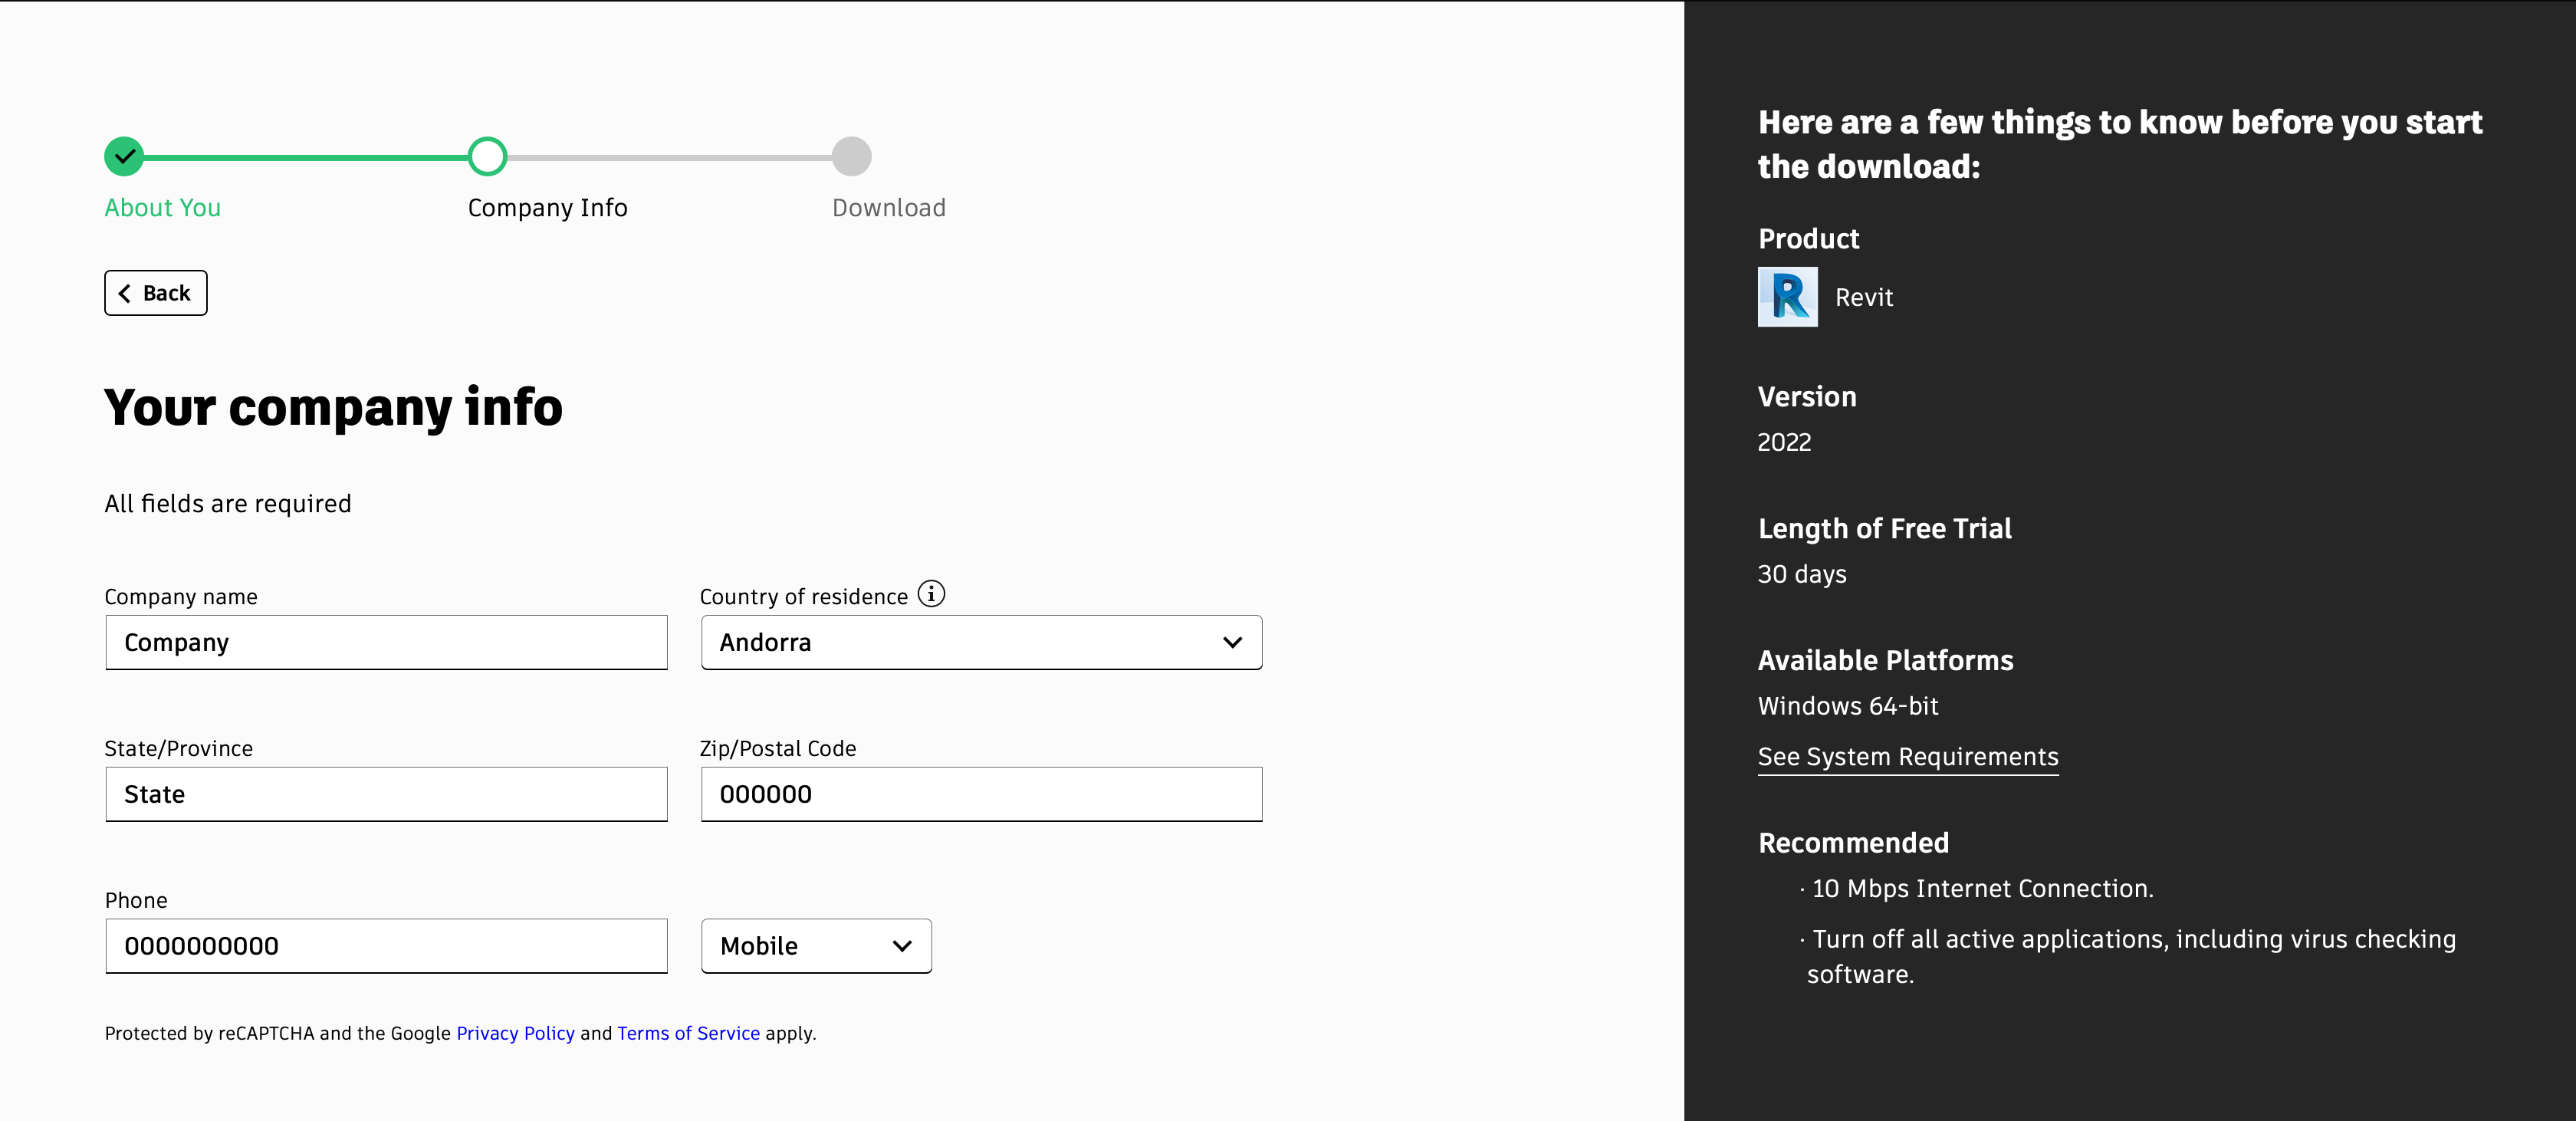 About You
Company Info
Download
Back
Your company info
All fields are required
Company name
Country of residence
Company
Andorra
State/Province
Zip/Postal Code
State
000000
Phone
0000000000
Mobile
Protected by reCAPTCHA and the Google Privacy Policy and Terms of Service apply.
Here are a few things to know before you start
the download:
Product
R
Revit
Version
2022
Length of Free Trial
30 days
Available Platforms
Windows 64-bit
See System Requirements
Recommended
· 10 Mbps Internet Connection.
· Turn off all active applications, including virus checking
software.